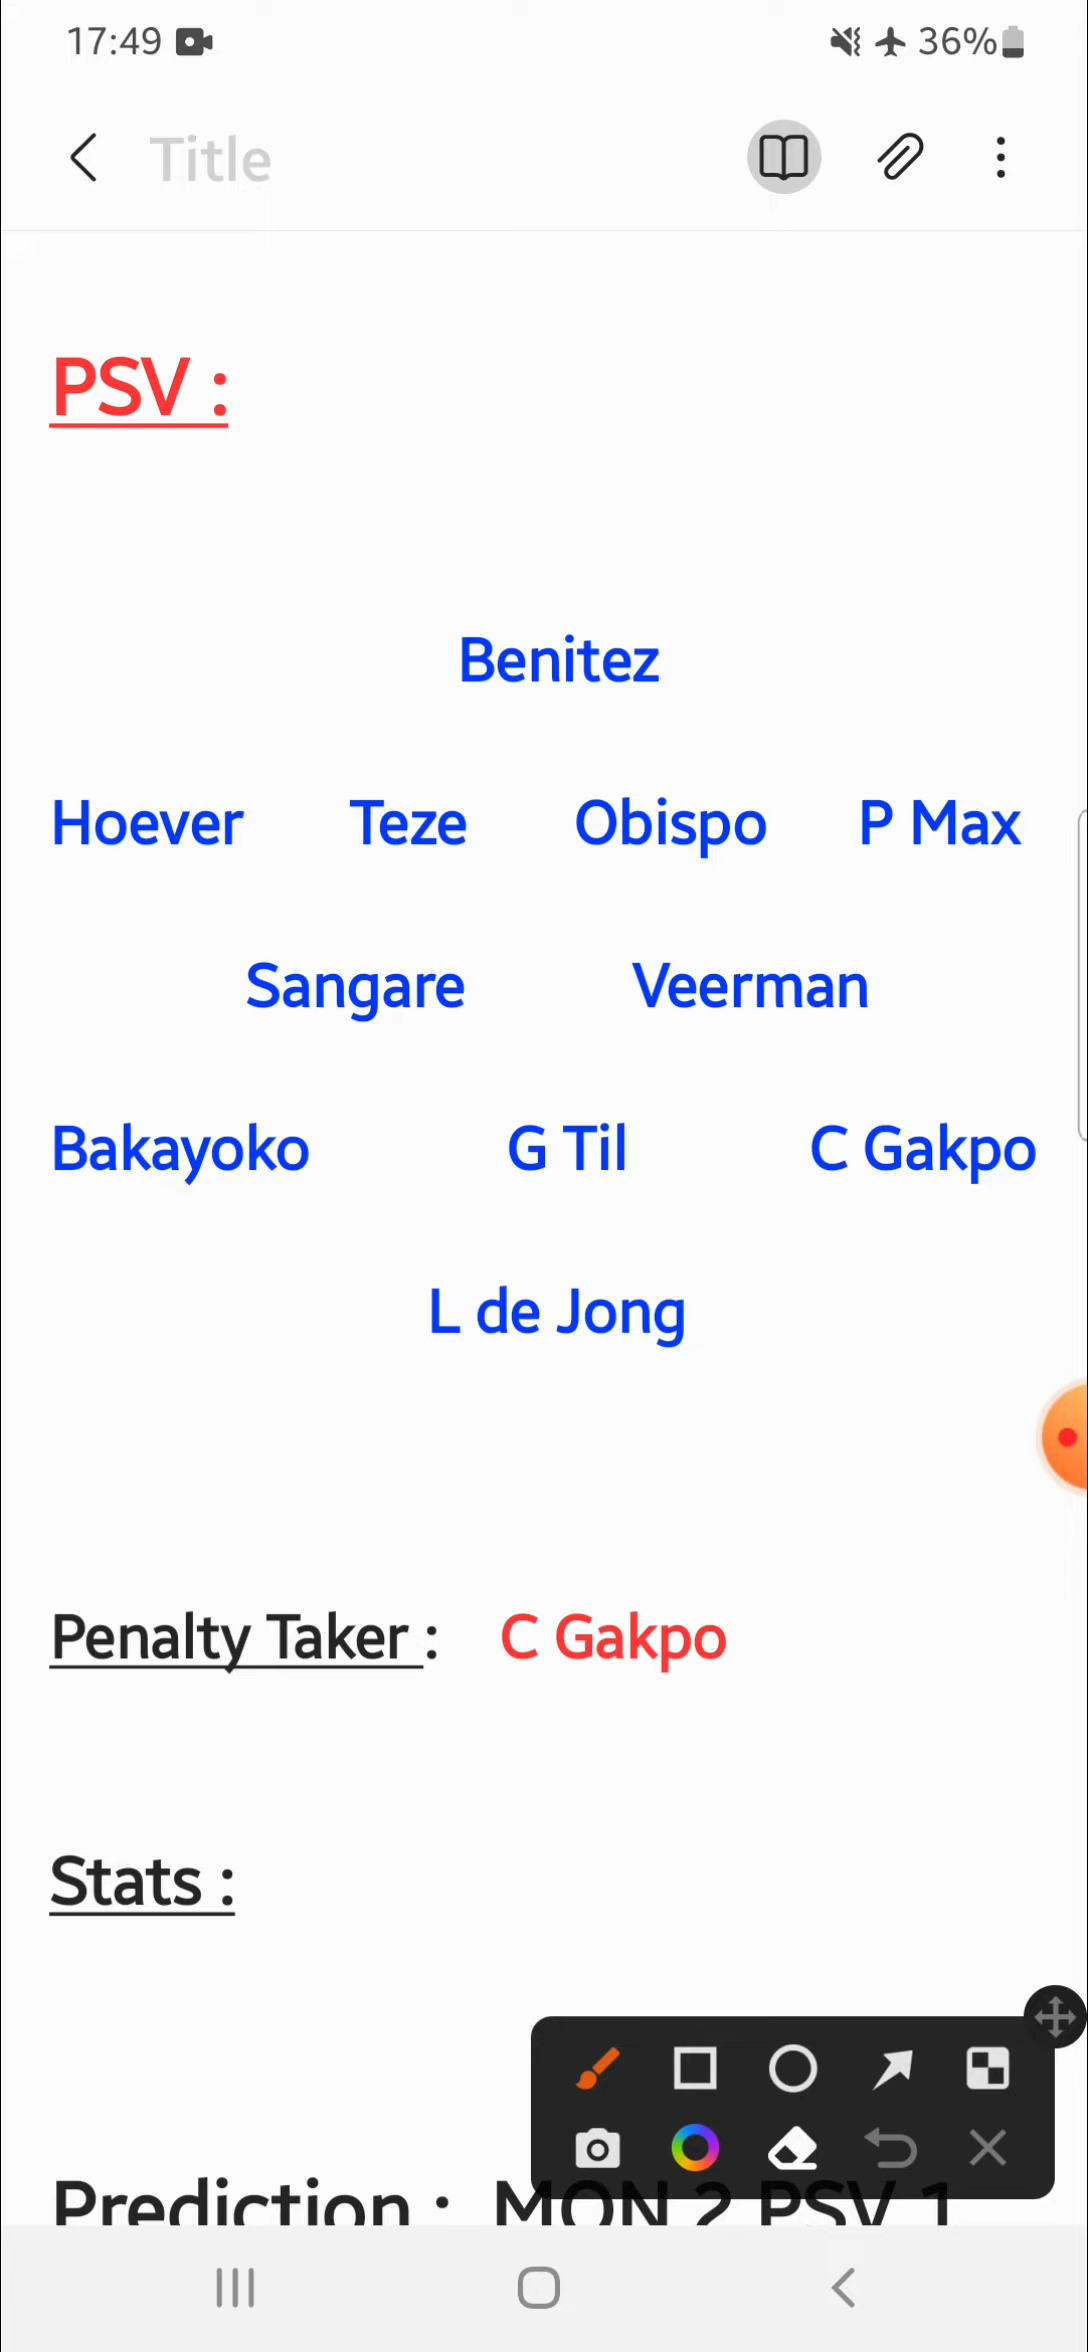 17:49 36%
Title
PSV :
Benitez
Hoever Teze Obispo P Max
Sangare Veerman
Bakayoko G Til C Gakpo
L de Jong
Penalty Taker : C Gakpo
Stats :
Prediction : MON 2 PSV 1